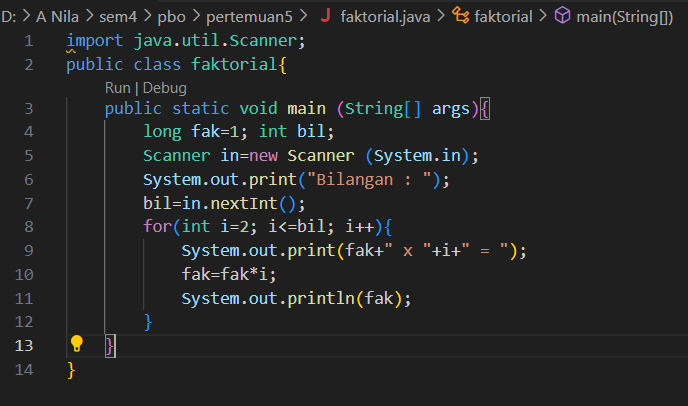 D: > A Nila > sem4 > pbo > pertemuan5 > J faktorial.java > faktorial > main(String[])
1 import java.util.Scanner;
2 public class faktorial{
Run | Debug
3 public static void main (String[] args){
4 long fak=1; int bil;
5 Scanner in=new Scanner (System.in);
6 System.out.print("Bilangan : ");
7 bil=in.nextInt();
8 for(int i=2; i<=bil; i++){
9 System.out.print(fak+" x "+i+" = ");
10 fak=fak*i;
11 System.out.println(fak);
12 }
13 }
14 }